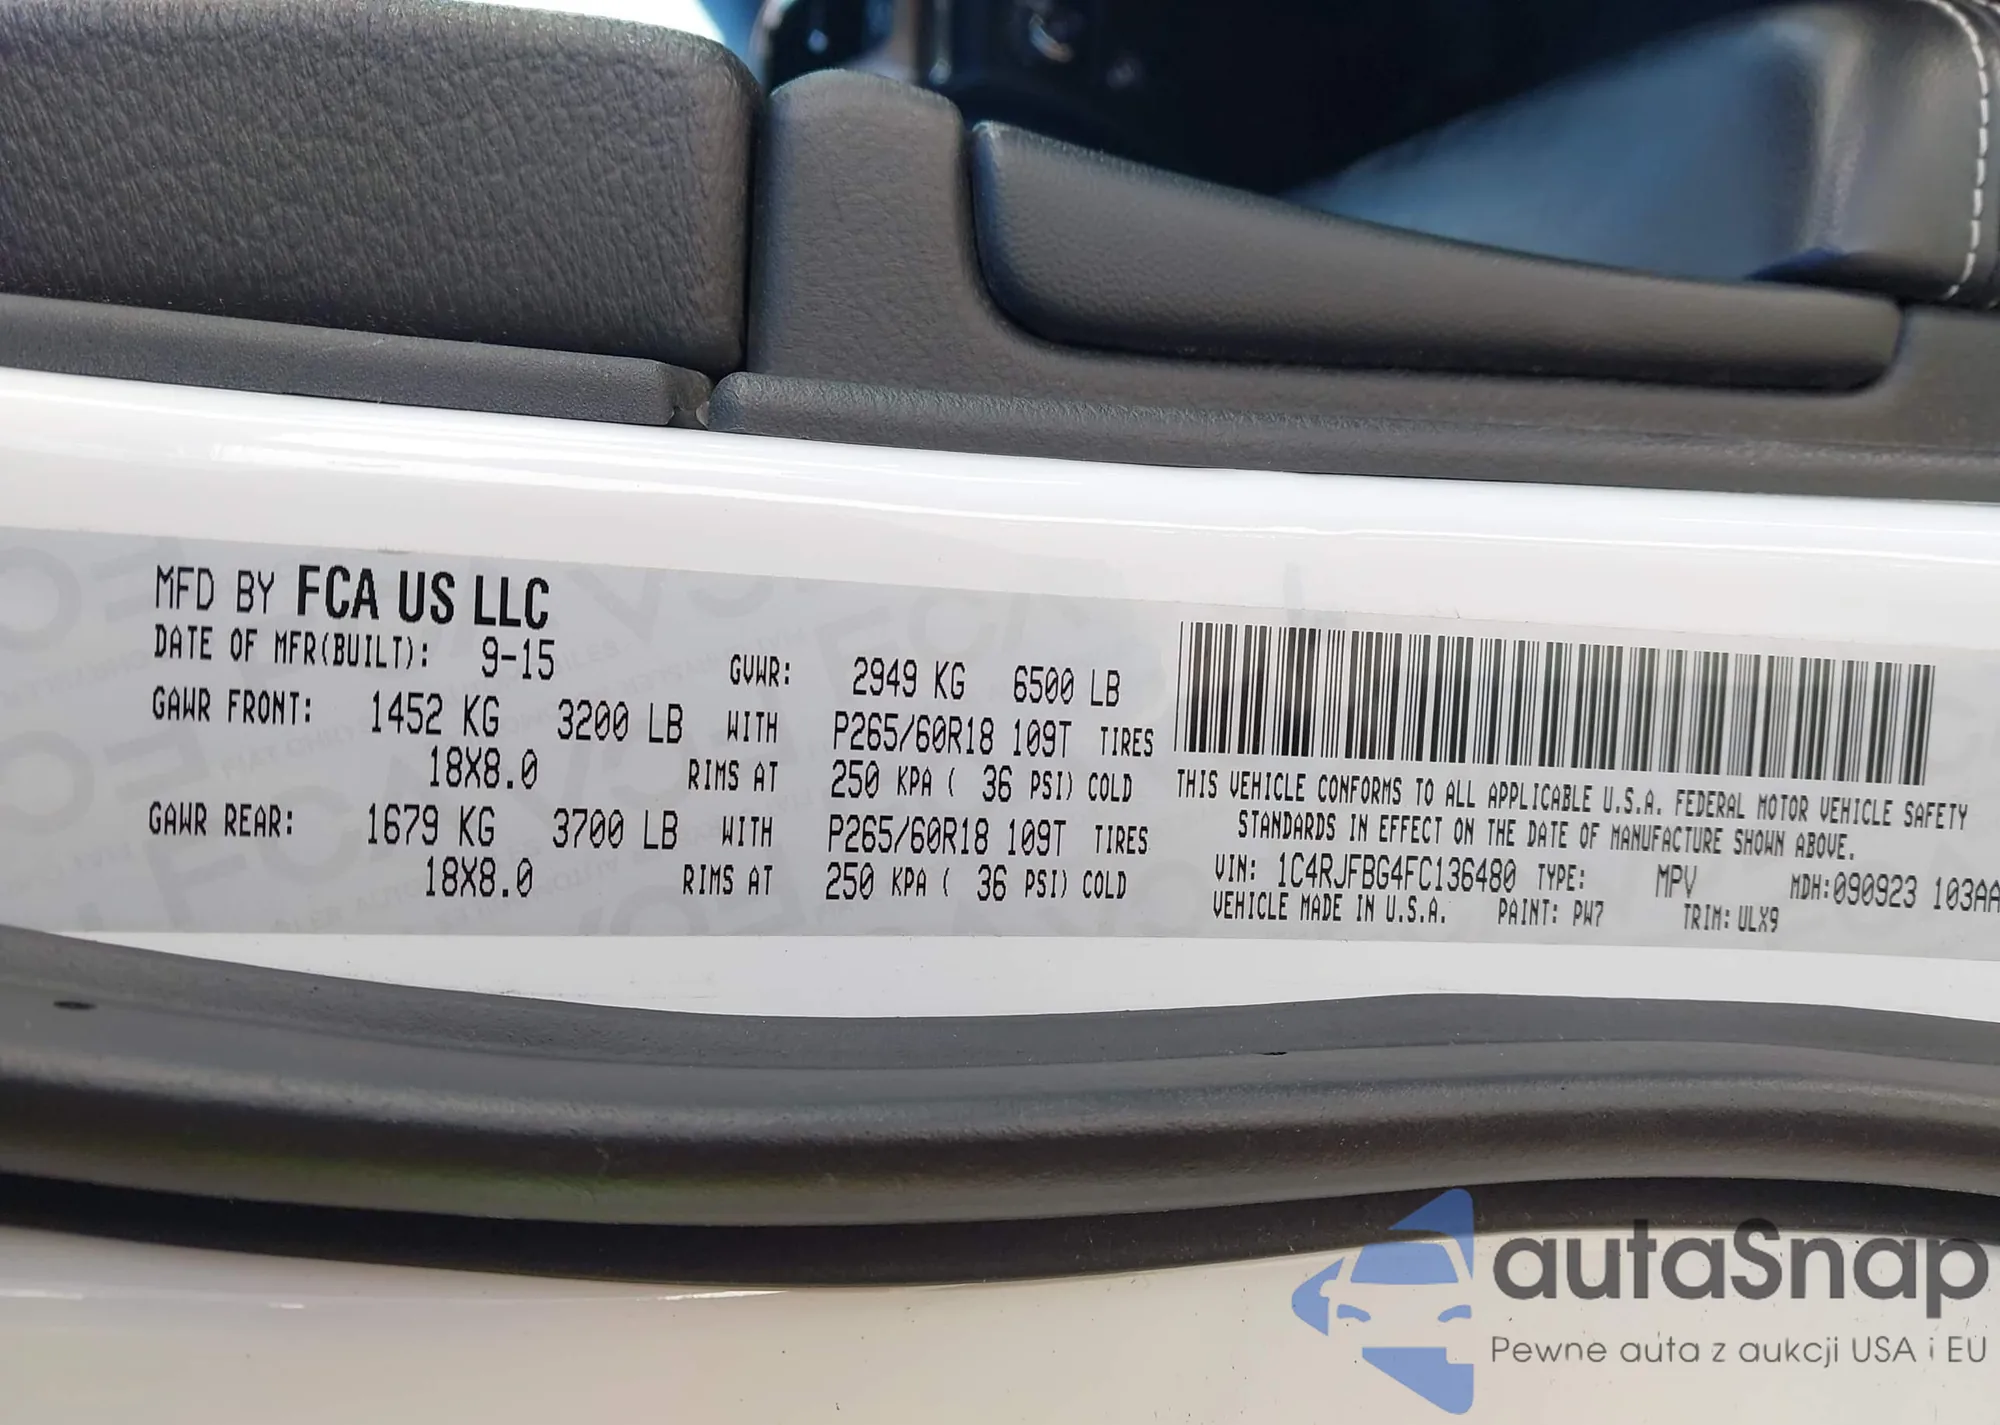 MFD BY FCA US LLC
DATE OF MFR(BUILT): 9-15
GVWR: 2949 KG 6500 LB
GAWR FRONT: 1452 KG 3200 LB WITH P265/60R18 109T TIRES
18X8.0 RIMS AT 250 KPA ( 36 PSI) COLD
GAWR REAR: 1679 KG 3700 LB WITH P265/60R18 109T TIRES
18X8.0 RIMS AT 250 KPA ( 36 PSI) COLD
THIS VEHICLE CONFORMS TO ALL APPLICABLE U.S.A. FEDERAL MOTOR VEHICLE SAFETY
STANDARDS IN EFFECT ON THE DATE OF MANUFACTURE SHOWN ABOVE.
VIN: 1C4RJFBG4FC136480 TYPE: MPV MDH:090923 103AA
VEHICLE MADE IN U.S.A. PAINT: PW7 TRIM: ULX9
autaSnap
Pewne auta z aukcji USA i EU